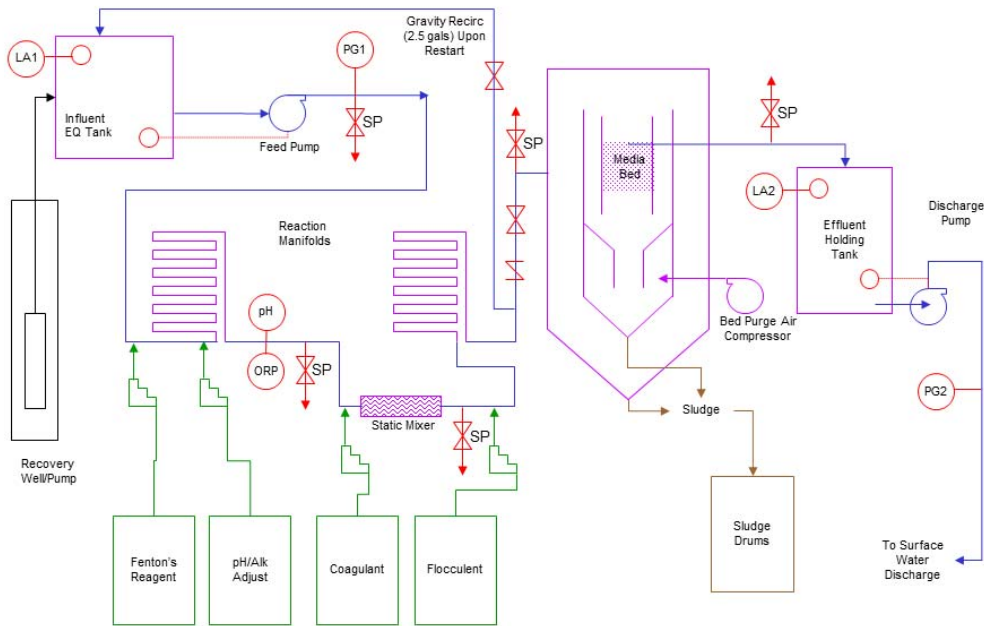 Gravity Recirc
(2.5 gals) Upon
Restart
LA1
PG1
Influent
EQ Tank
Feed Pump
SP
SP
SP
Media
Bed
LA2
Effluent
Holding
Tank
Discharge
Pump
Reaction
Manifolds
pH
ORP
SP
Bed Purge Air
Compressor
Static Mixer
SP
Sludge
PG2
Recovery
Well/Pump
Fenton's
Reagent
pH/Alk
Adjust
Coagulant
Flocculent
Sludge
Drums
To Surface
Water
Discharge